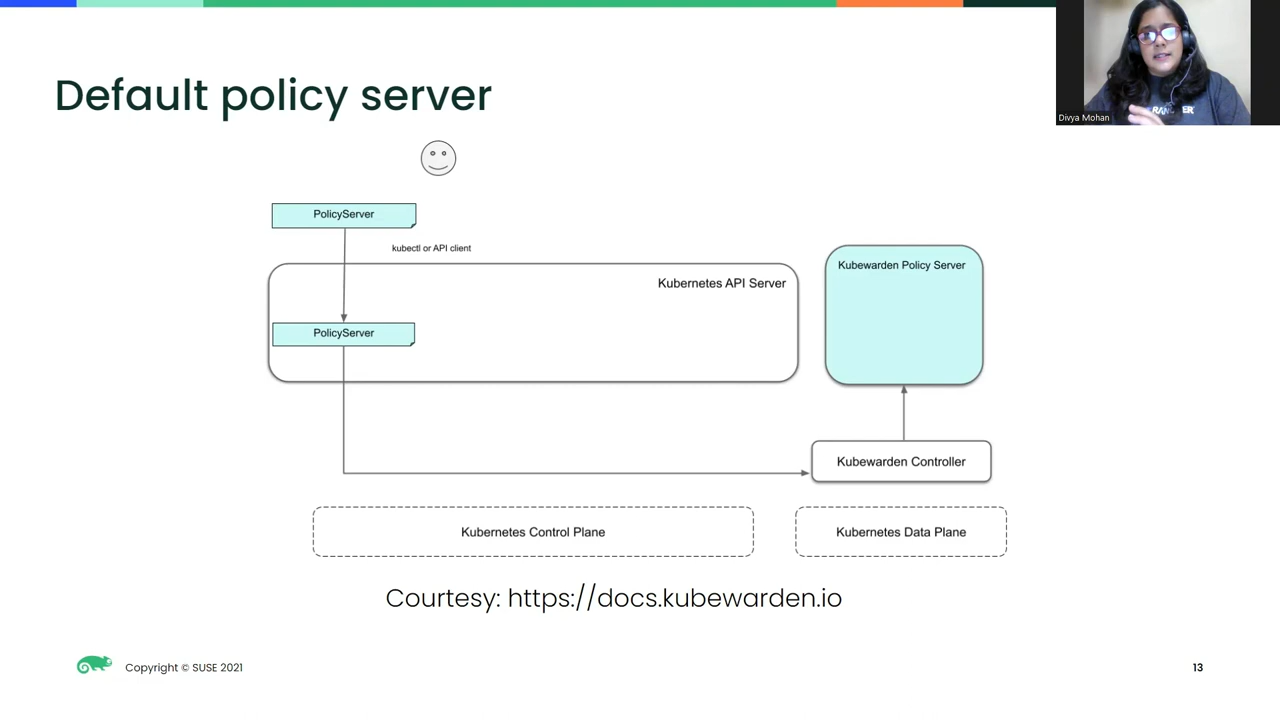 Default policy server
Divya Mohan
PolicyServer
kubectl or API client
Kubernetes API Server
Kubewarden Policy Server
PolicyServer
Kubewarden Controller
Kubernetes Control Plane
Kubernetes Data Plane
Courtesy: https://docs.kubewarden.io
Copyright © SUSE 2021
13